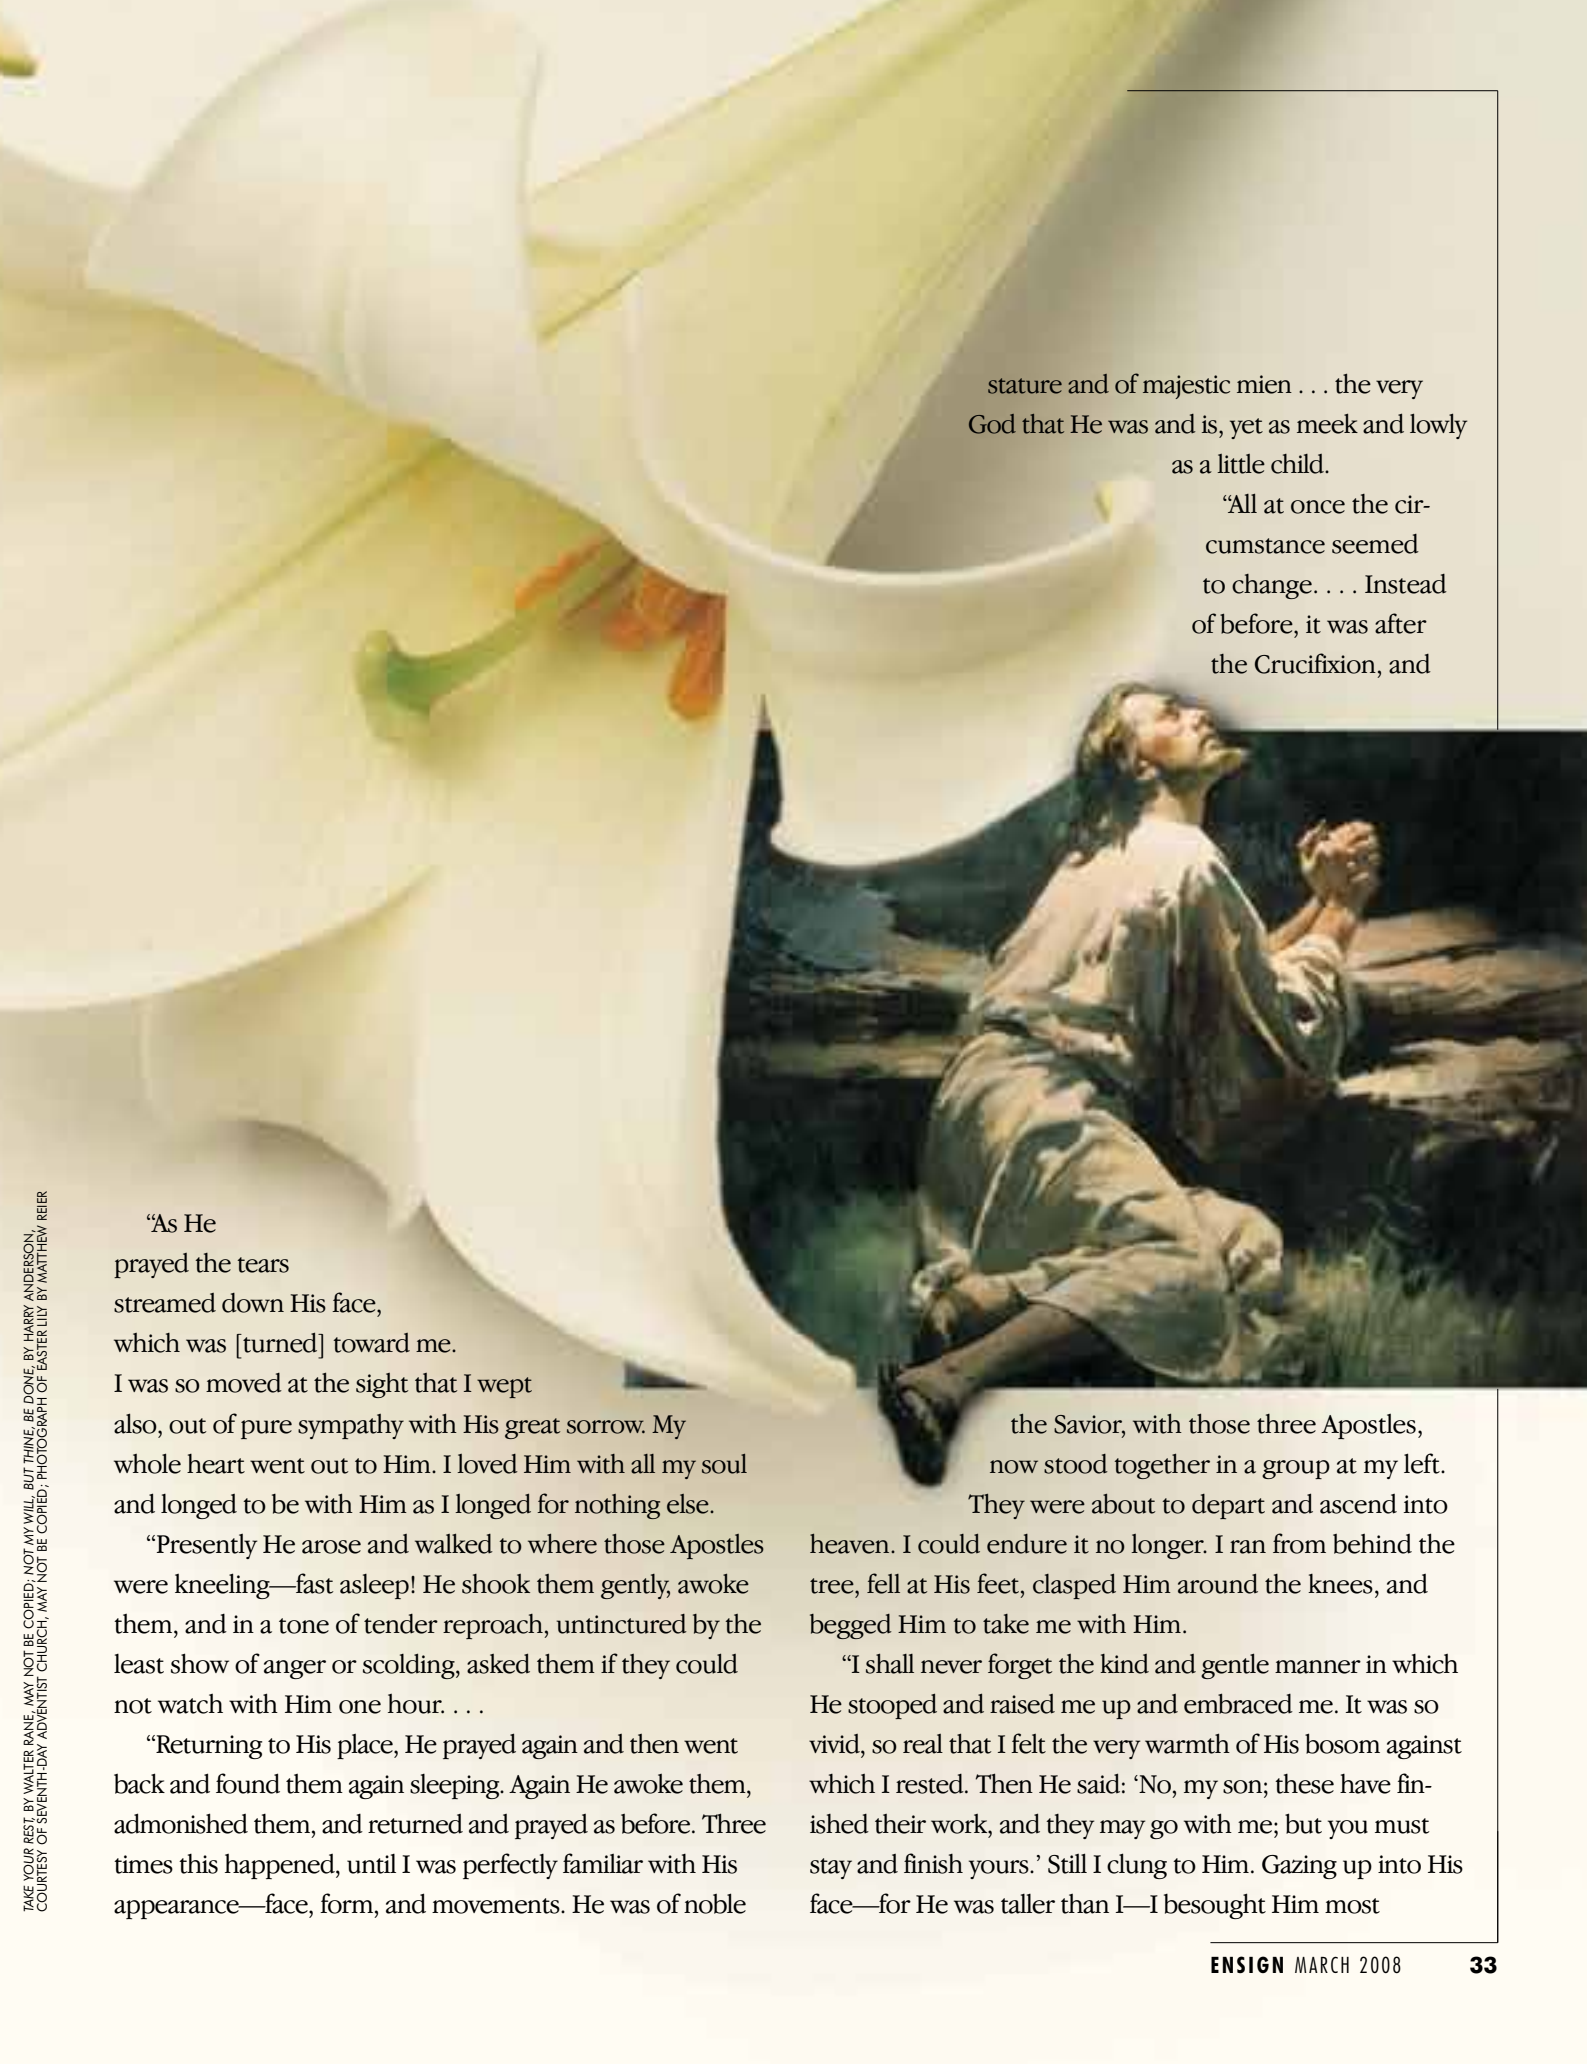 “As He
prayed the tears
streamed down His face,
which was [turned] toward me.
I was so moved at the sight that I wept
also, out of pure sympathy with His great sorrow. My
whole heart went out to Him. I loved Him with all my soul
and longed to be with Him as I longed for nothing else.
“Presently He arose and walked to where those Apostles
were kneeling—fast asleep! He shook them gently, awoke
them, and in a tone of tender reproach, untinctured by the
least show of anger or scolding, asked them if they could
not watch with Him one hour. . . .
“Returning to His place, He prayed again and then went
back and found them again sleeping. Again He awoke them,
admonished them, and returned and prayed as before. Three
times this happened, until I was perfectly familiar with His
appearance—face, form, and movements. He was of noble
stature and of majestic mien . . . the very
God that He was and is, yet as meek and lowly
as a little child.
“All at once the cir-
cumstance seemed
to change. . . . Instead
of before, it was after
the Crucifixion, and
the Savior, with those three Apostles,
now stood together in a group at my left.
They were about to depart and ascend into
heaven. I could endure it no longer. I ran from behind the
tree, fell at His feet, clasped Him around the knees, and
begged Him to take me with Him.
“I shall never forget the kind and gentle manner in which
He stooped and raised me up and embraced me. It was so
vivid, so real that I felt the very warmth of His bosom against
which I rested. Then He said: ‘No, my son; these have fin-
ished their work, and they may go with me; but you must
stay and finish yours.’ Still I clung to Him. Gazing up into His
face—for He was taller than I—I besought Him most
TAKE YOUR REST, BY WALTER RANE, MAY NOT BE COPIED; NOT MY WILL, BUT THINE, BE DONE, BY HARRY ANDERSON,
COURTESY OF SEVENTH-DAY ADVENTIST CHURCH, MAY NOT BE COPIED; PHOTOGRAPH OF EASTER LILY BY MATTHEW REIER
ENSIGN MARCH 2008 33